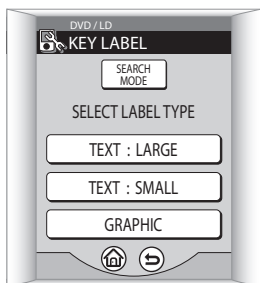 DVD / LD
KEY LABEL
SEARCH
MODE
SELECT LABEL TYPE
TEXT : LARGE
TEXT : SMALL
GRAPHIC